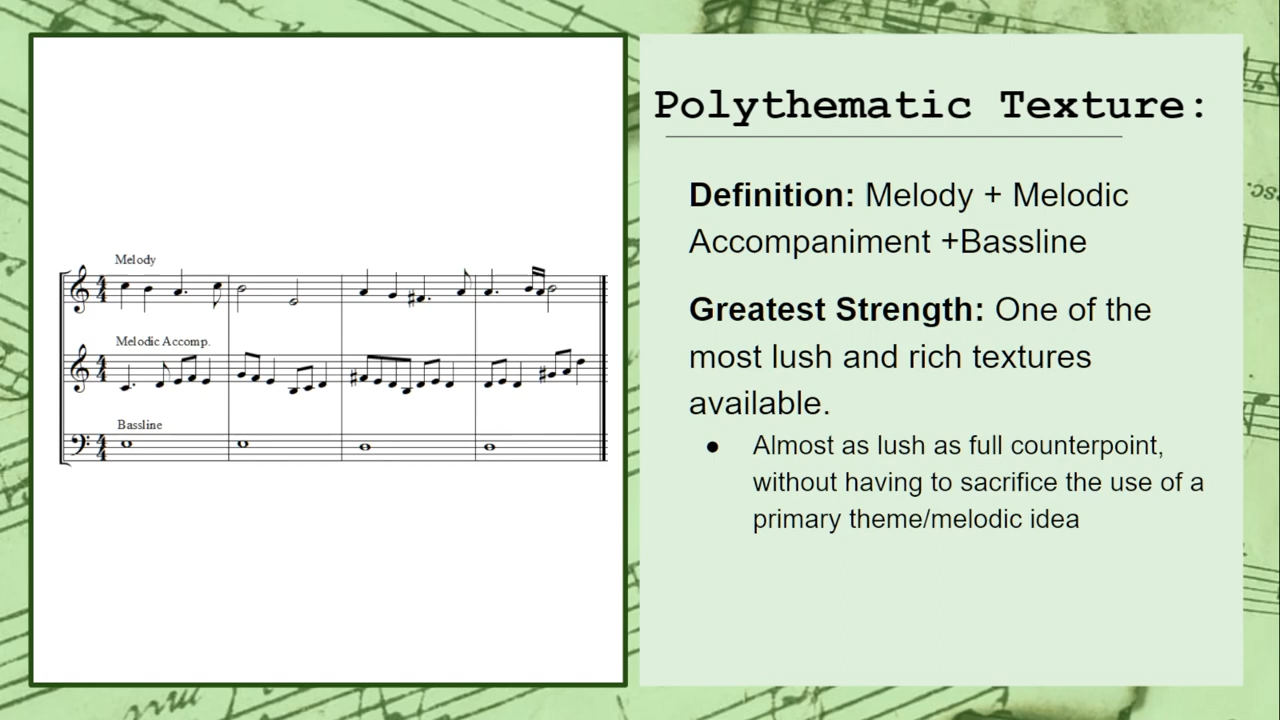 Melody
Melodic Accomp.
Bassline
Polythematic Texture:
Definition: Melody + Melodic
Accompaniment +Bassline
Greatest Strength: One of the
most lush and rich textures
available.
● Almost as lush as full counterpoint,
without having to sacrifice the use of a
primary theme/melodic idea